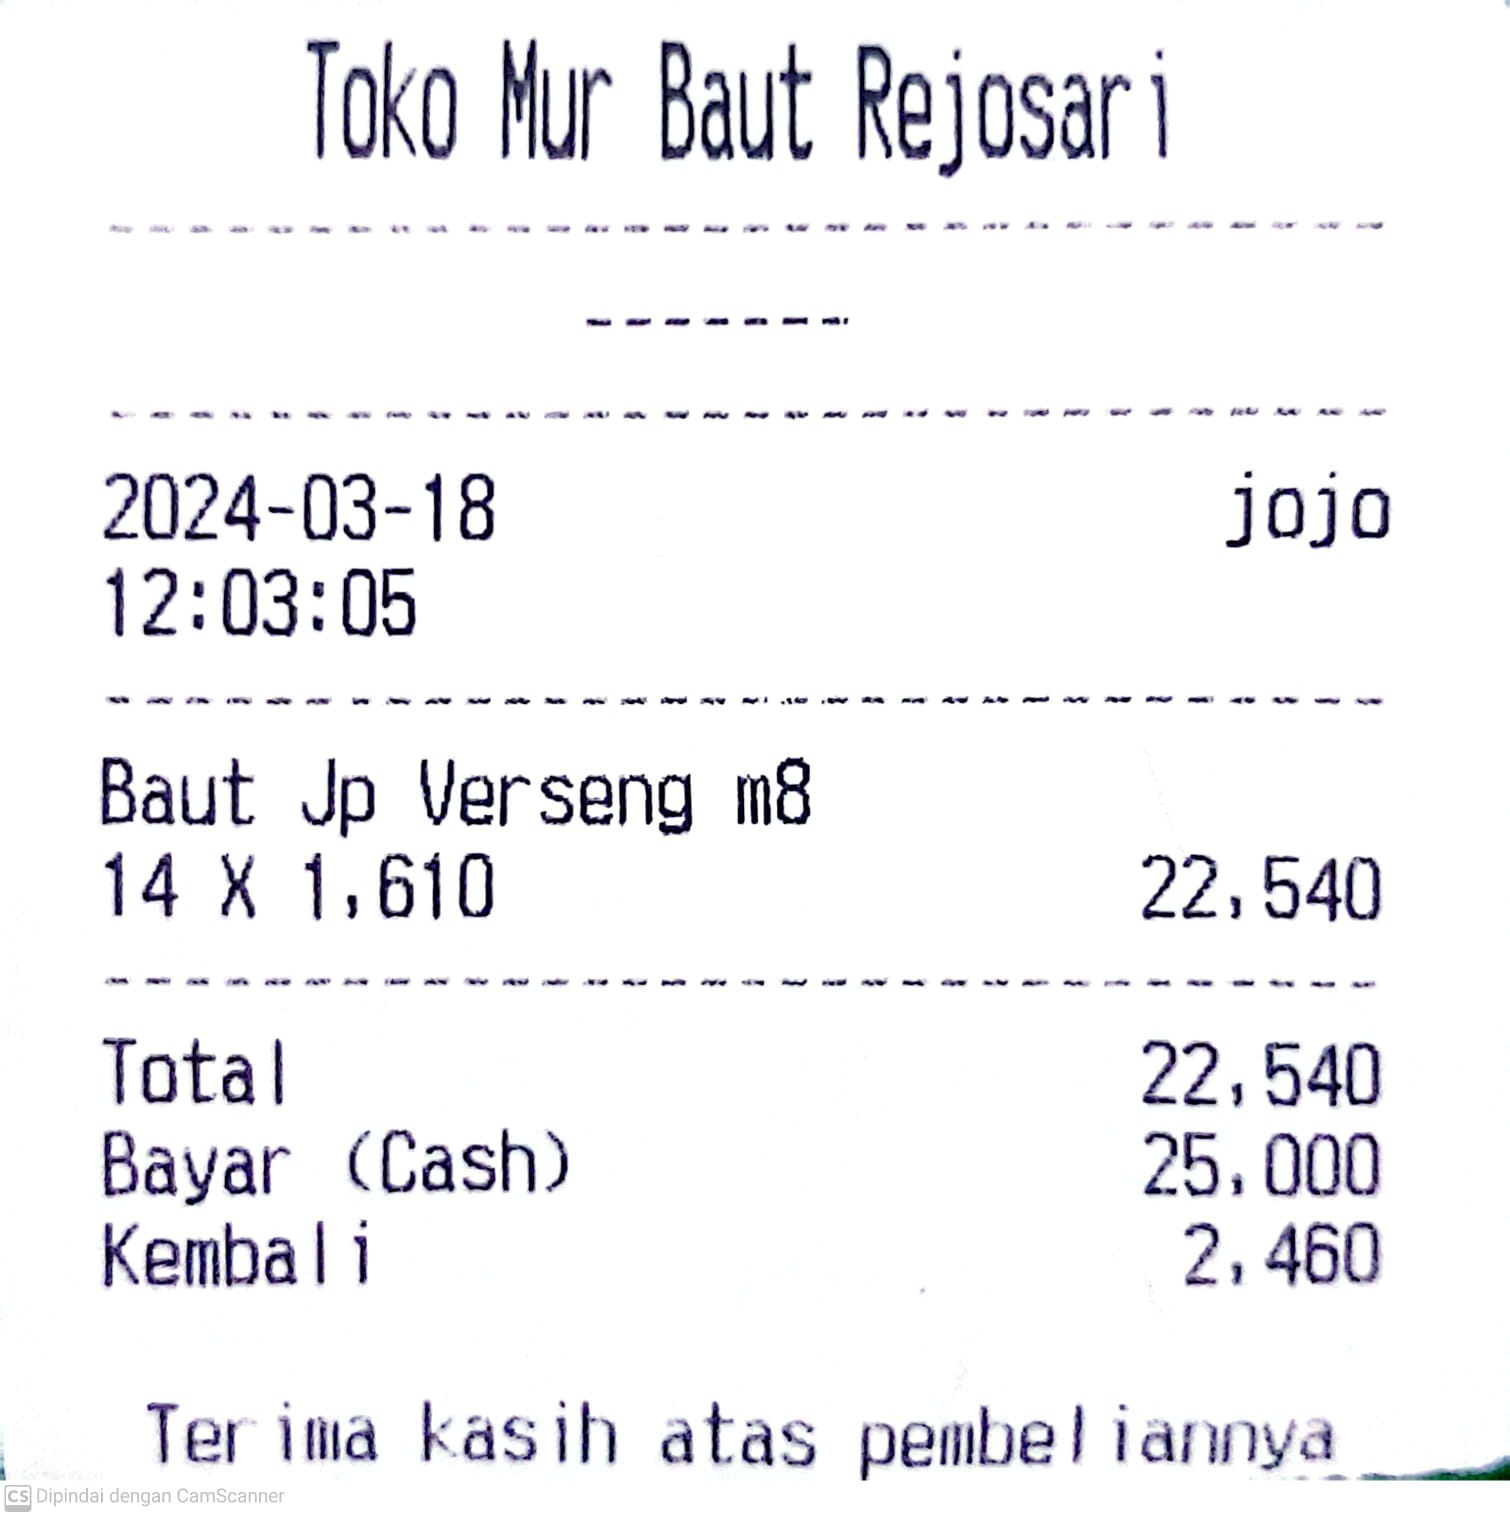 Toko Mur Baut Rejosari
--------------------------------
-------
--------------------------------
2024-03-18 jojo
12:03:05
--------------------------------
Baut Jp Verseng m8
14 X 1,610 22,540
--------------------------------
Total 22,540
Bayar (Cash) 25,000
Kembali 2,460
Terima kasih atas pembeliannya
CS Dipindai dengan CamScanner